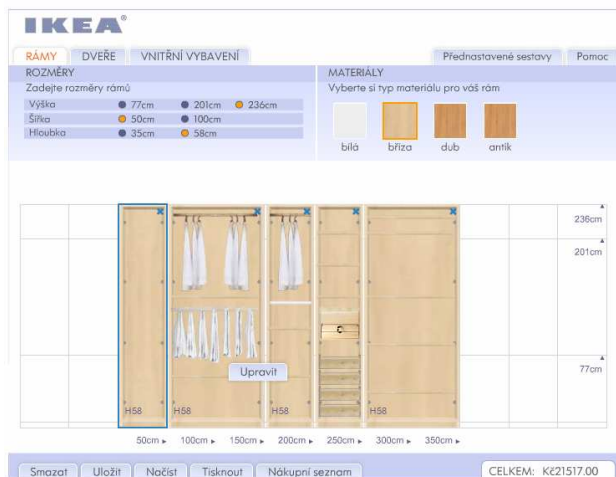 IKEA®
RÁMY DVEŘE VNITŘNÍ VYBAVENÍ Přednastavené sestavy Pomoc
ROZMĚRY
Zadejte rozměry rámů
Výška 77cm 201cm 236cm
Šířka 50cm 100cm
Hloubka 35cm 58cm
MATERIÁLY
Vyberte si typ materiálu pro váš rám
bílá bříza dub antik
236cm
201cm
77cm
Upravit
H58 H58 H58 H58
50cm 100cm 150cm 200cm 250cm 300cm 350cm
Smazat Uložit Načíst Tisknout Nákupní seznam CELKEM: Kč21517.00